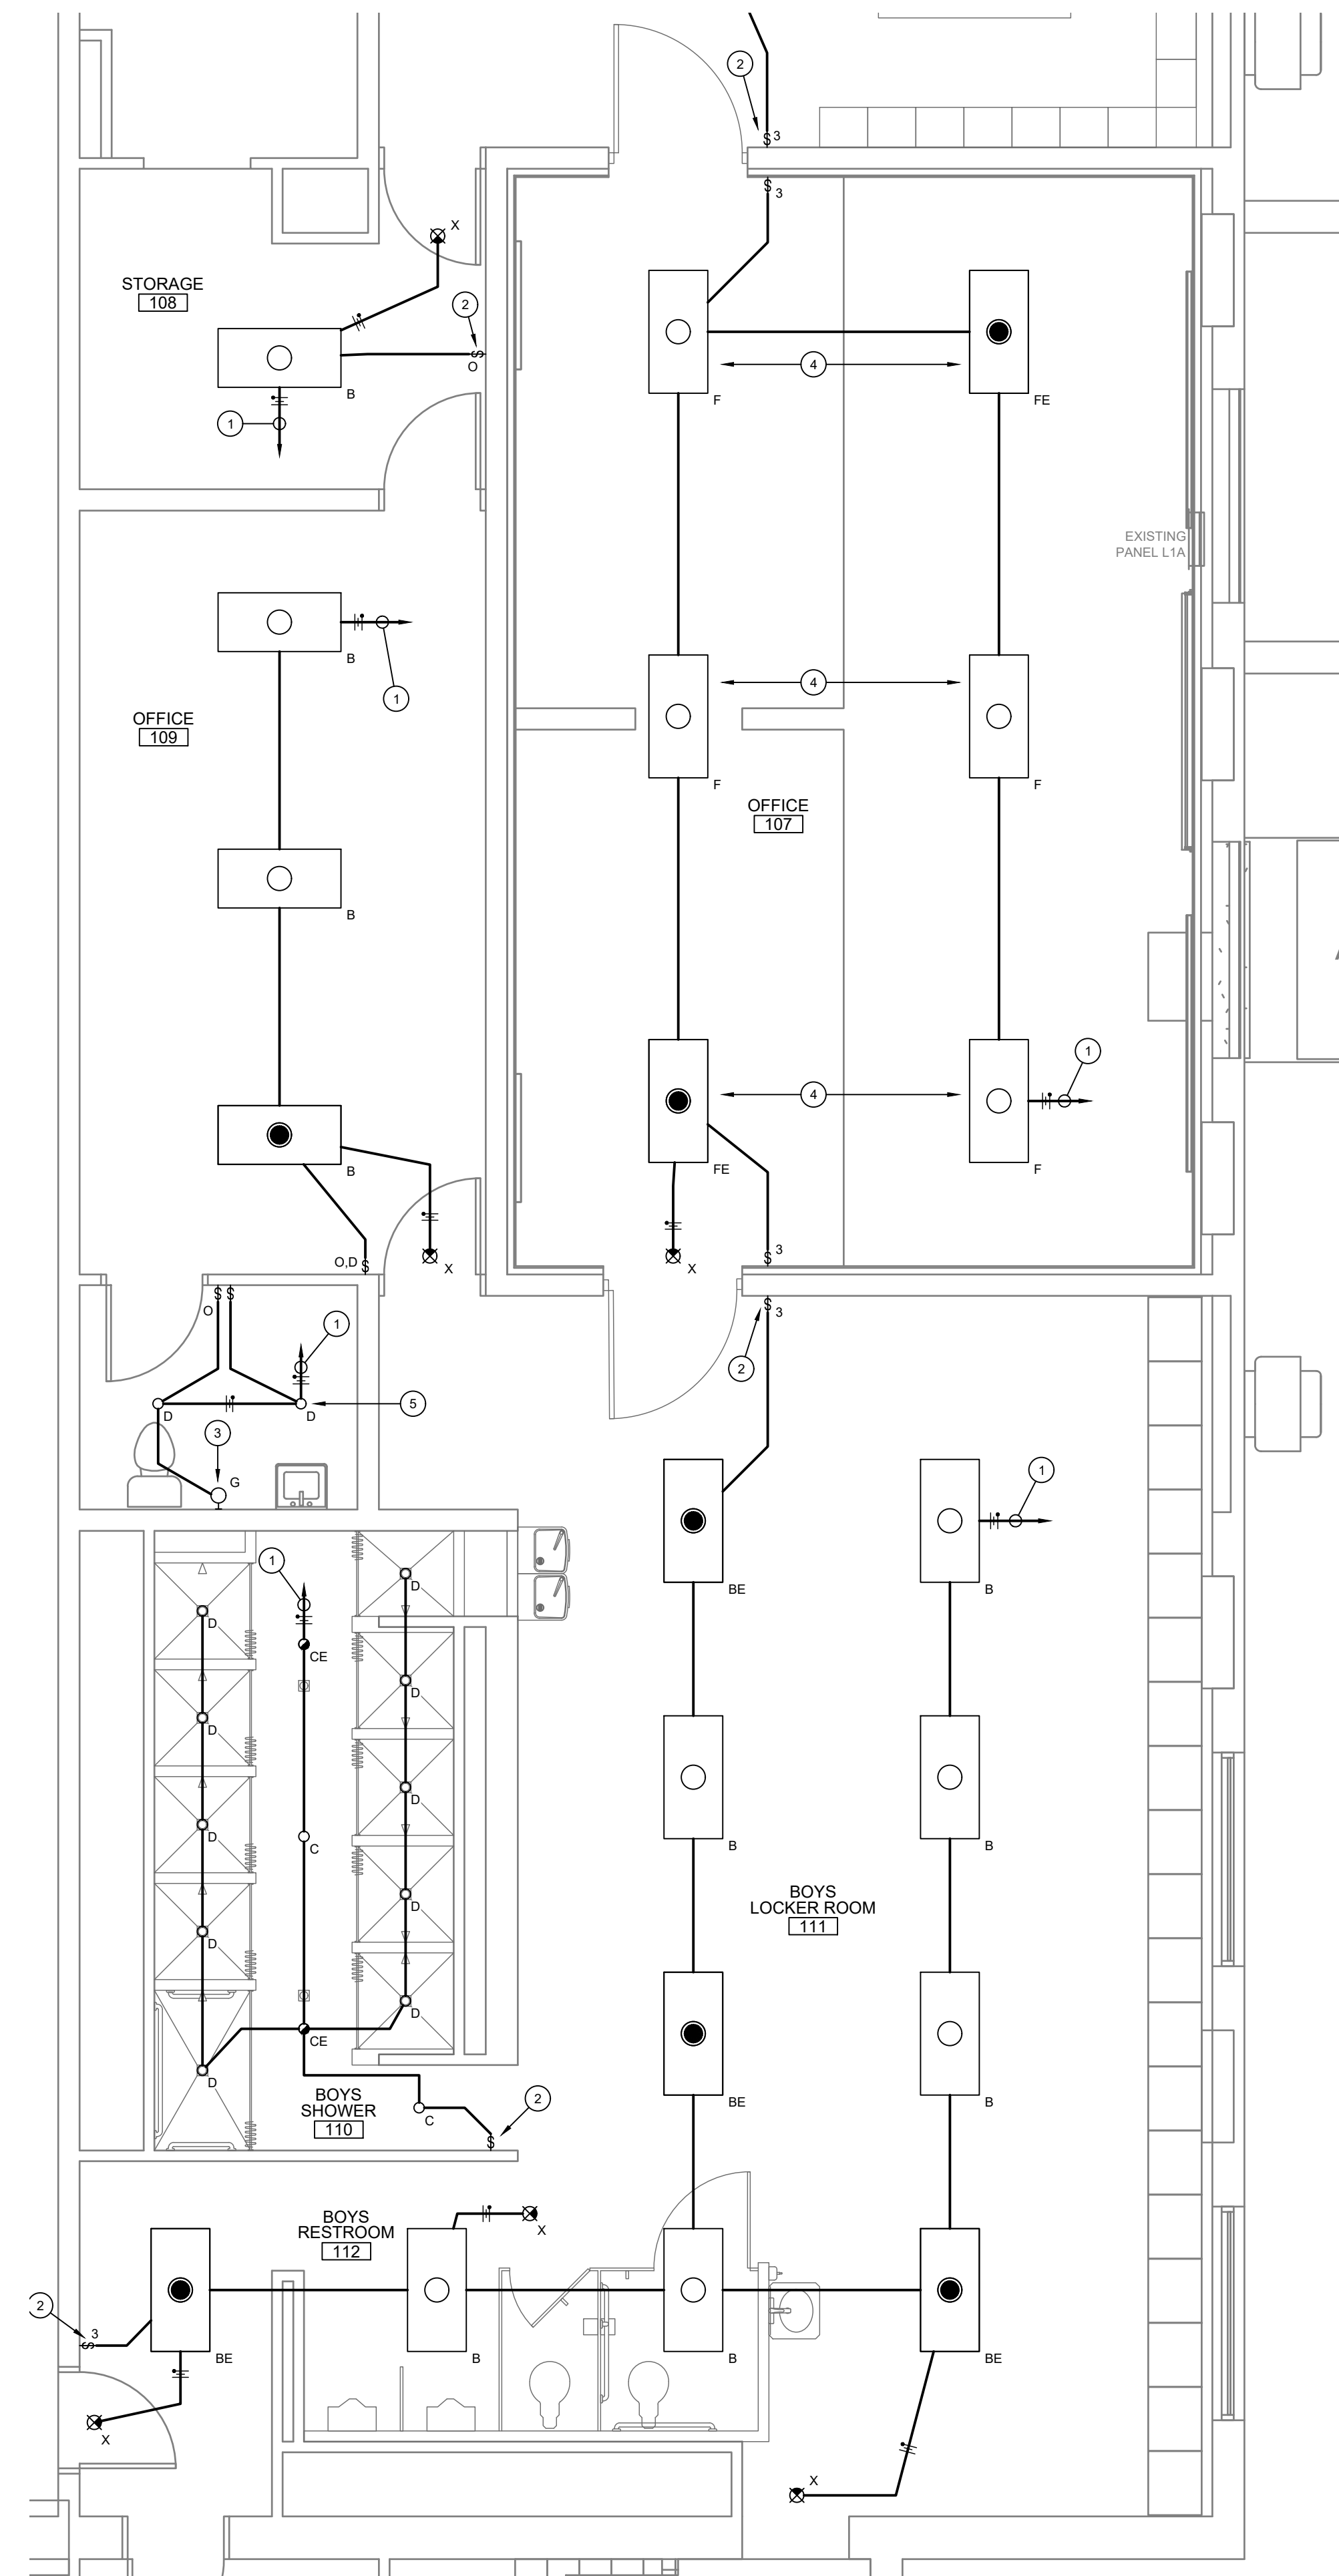 2
$3
$3
X
STORAGE
108
2
$
O
B
1
4
F
FE
EXISTING
PANEL L1A
B
1
OFFICE
109
4
F
F
OFFICE
107
B
1
4
B
FE
F
O,D $
X
X
3
$
$ $
O
$3
1
2
D
D
5
3
G
1
BE
B
1
D
D
CE
D
D
D
C
D
D
B
B
BOYS
LOCKER ROOM
111
D
D
D
CE
D
BE
B
BOYS
SHOWER
110
C
2
$
BOYS
RESTROOM
112
X
2
3
$
BE
B
B
BE
X
X